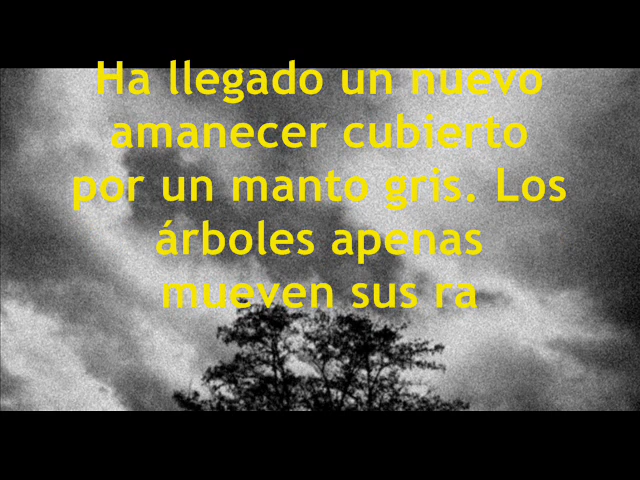 Ha llegado un nuevo
amanecer cubierto
por un manto gris. Los
árboles apenas
mueven sus ra